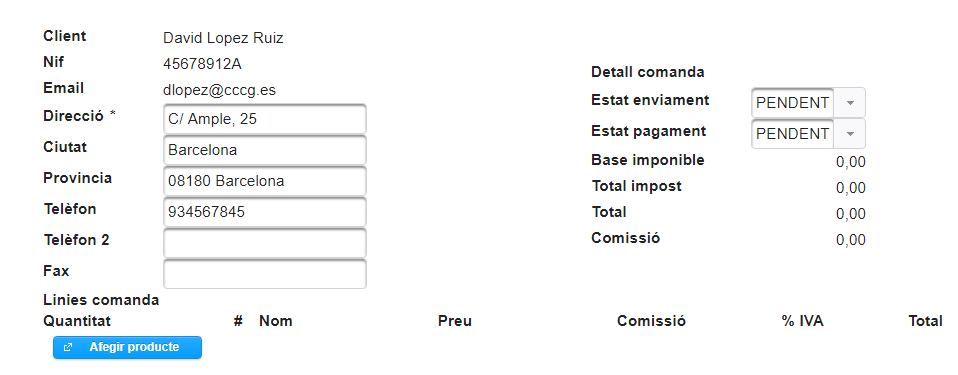 Client David Lopez Ruiz
Nif 45678912A
Email dlopez@cccg.es
Direcció * C/ Ample, 25
Ciutat Barcelona
Provincia 08180 Barcelona
Telèfon 934567845
Telèfon 2
Fax
Detall comanda
Estat enviament PENDENT
Estat pagament PENDENT
Base imponible 0,00
Total impost 0,00
Total 0,00
Comissió 0,00
Linies comanda
Quantitat # Nom Preu Comissió % IVA Total
Afegir producte